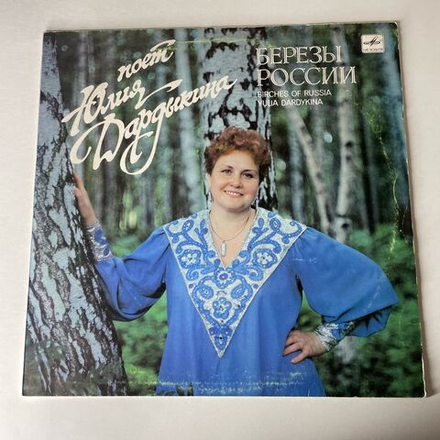 поёт
Юлия
Дардыкина
БЕРЕЗЫ
РОССИИ
BIRCHES OF RUSSIA
YULIA DARDYKINA